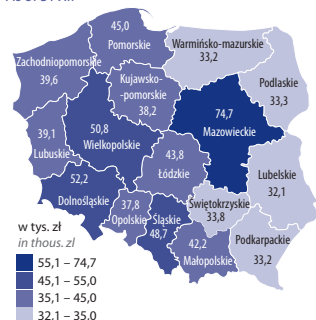 45,0
Pomorskie
Warmińsko-mazurskie
33,2
Zachodniopomorskie
39,6
Kujawsko-
-pomorskie
38,2
Podlaskie
33,3
74,7
Mazowieckie
50,8
Wielkopolskie
39,1
Lubuskie
43,8
Łódzkie
Lubelskie
32,1
52,2
Dolnośląskie
37,8
Opolskie
Śląskie
48,7
Świętokrzyskie
33,8
42,2
Małopolskie
Podkarpackie
33,2
w tys. zł
in thous. zl
55,1 – 74,7
45,1 – 55,0
35,1 – 45,0
32,1 – 35,0